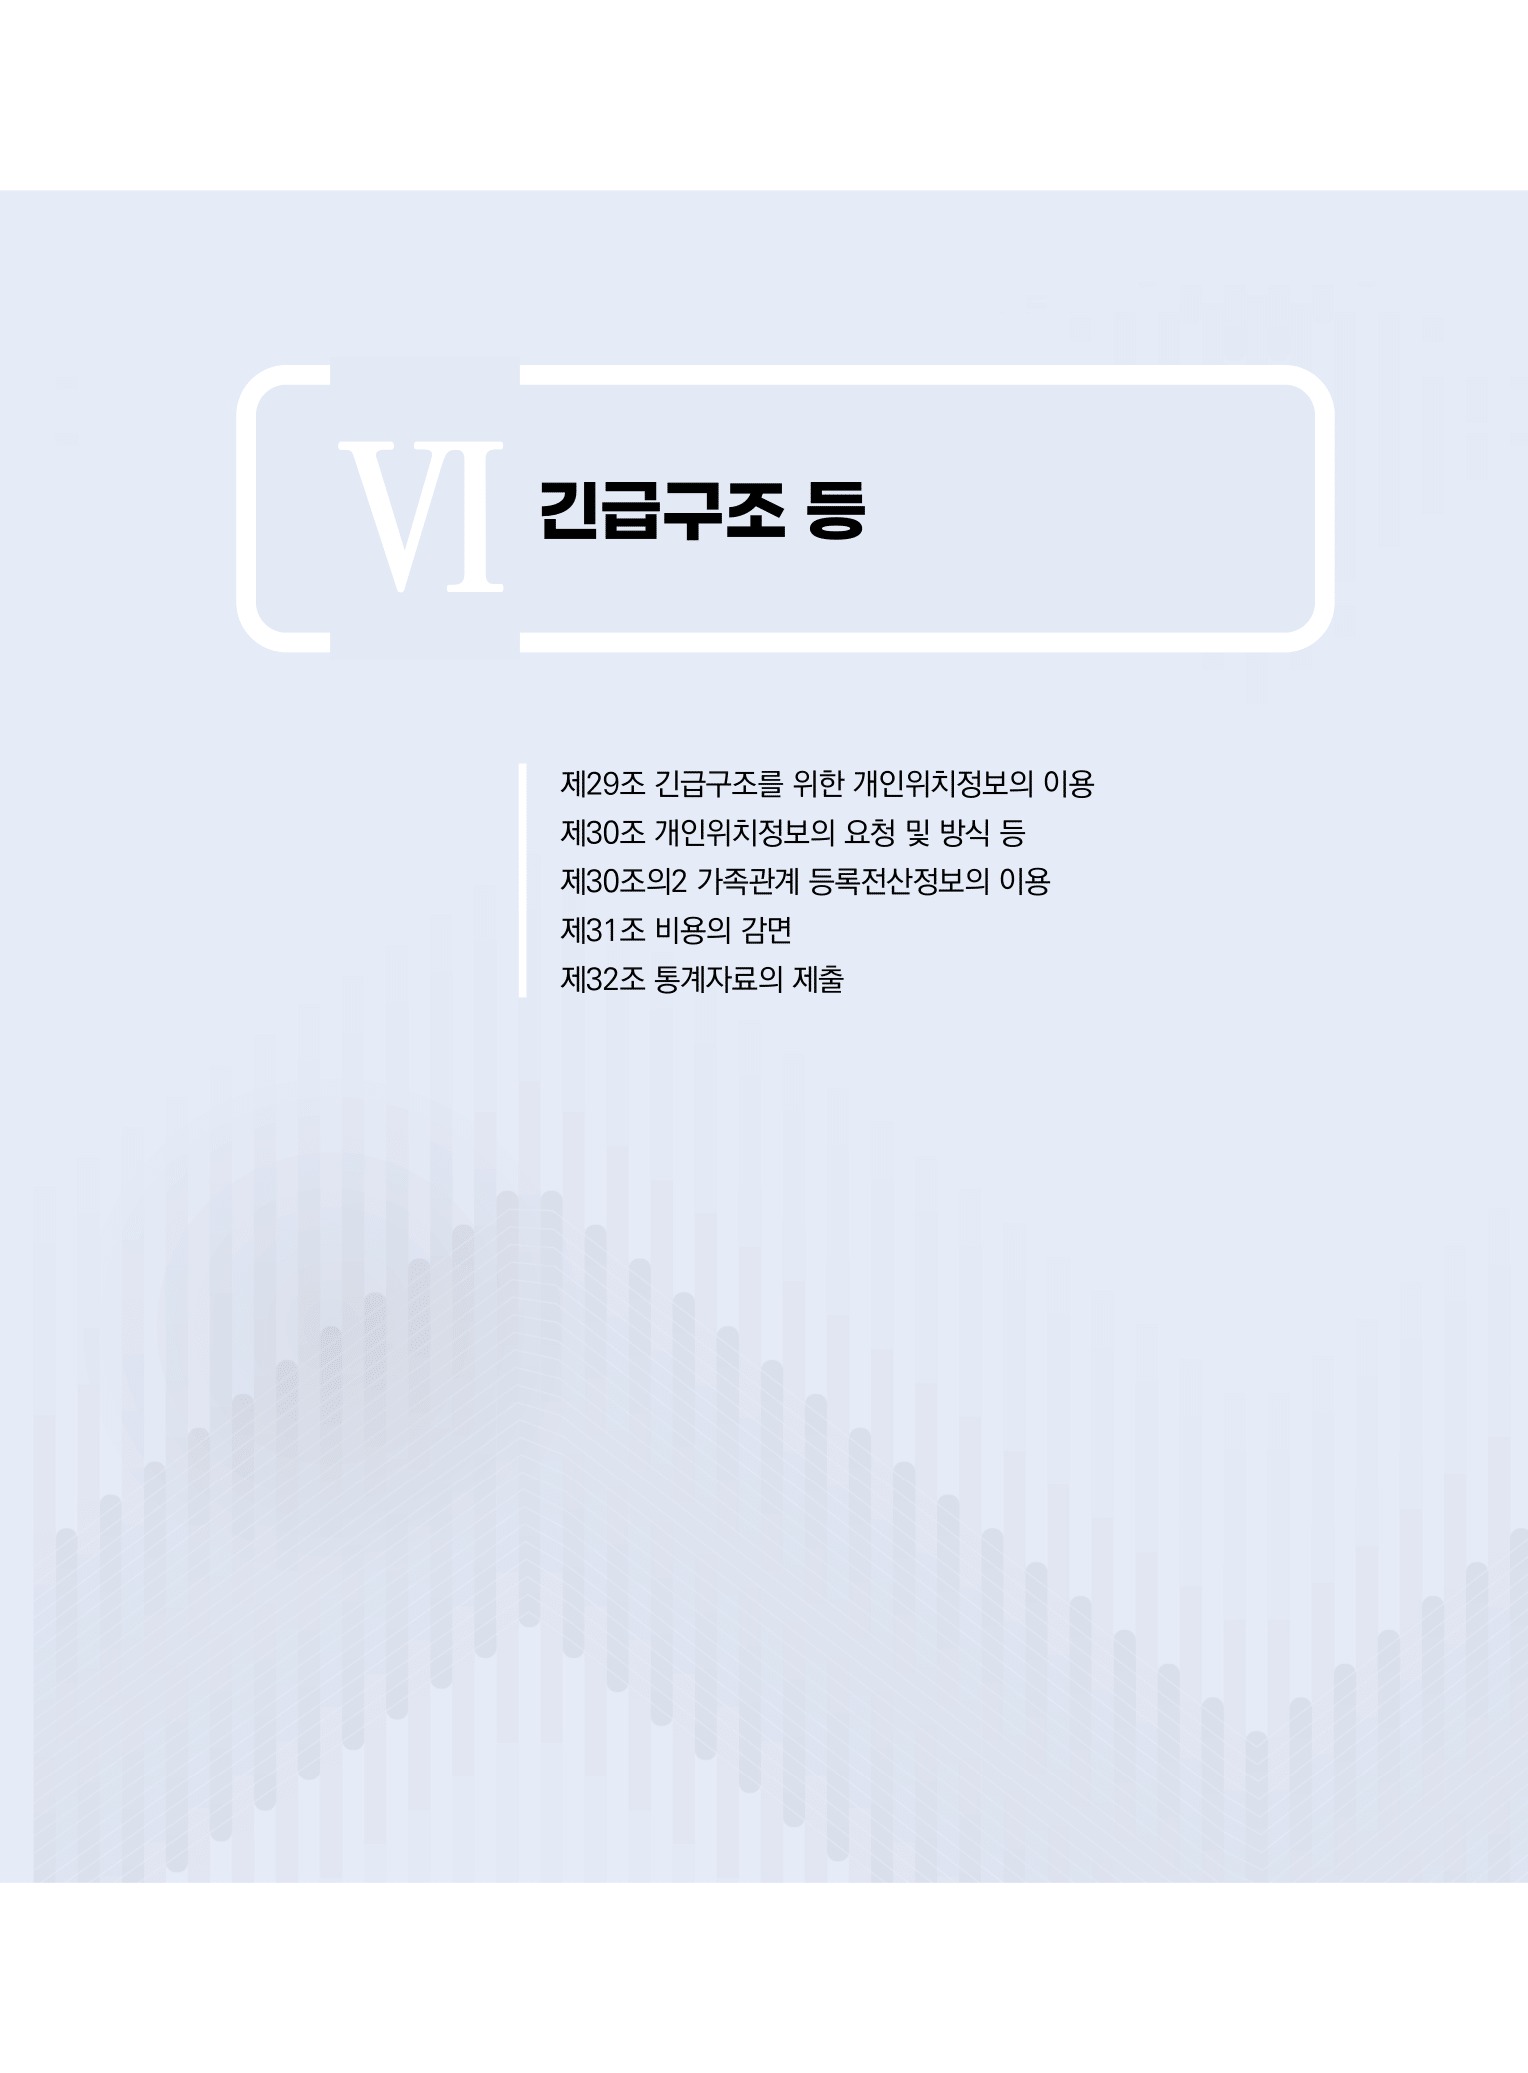 Ⅵ 긴급구조 등
제29조 긴급구조를 위한 개인위치정보의 이용
제30조 개인위치정보의 요청 및 방식 등
제30조의2 가족관계 등록전산정보의 이용
제31조 비용의 감면
제32조 통계자료의 제출